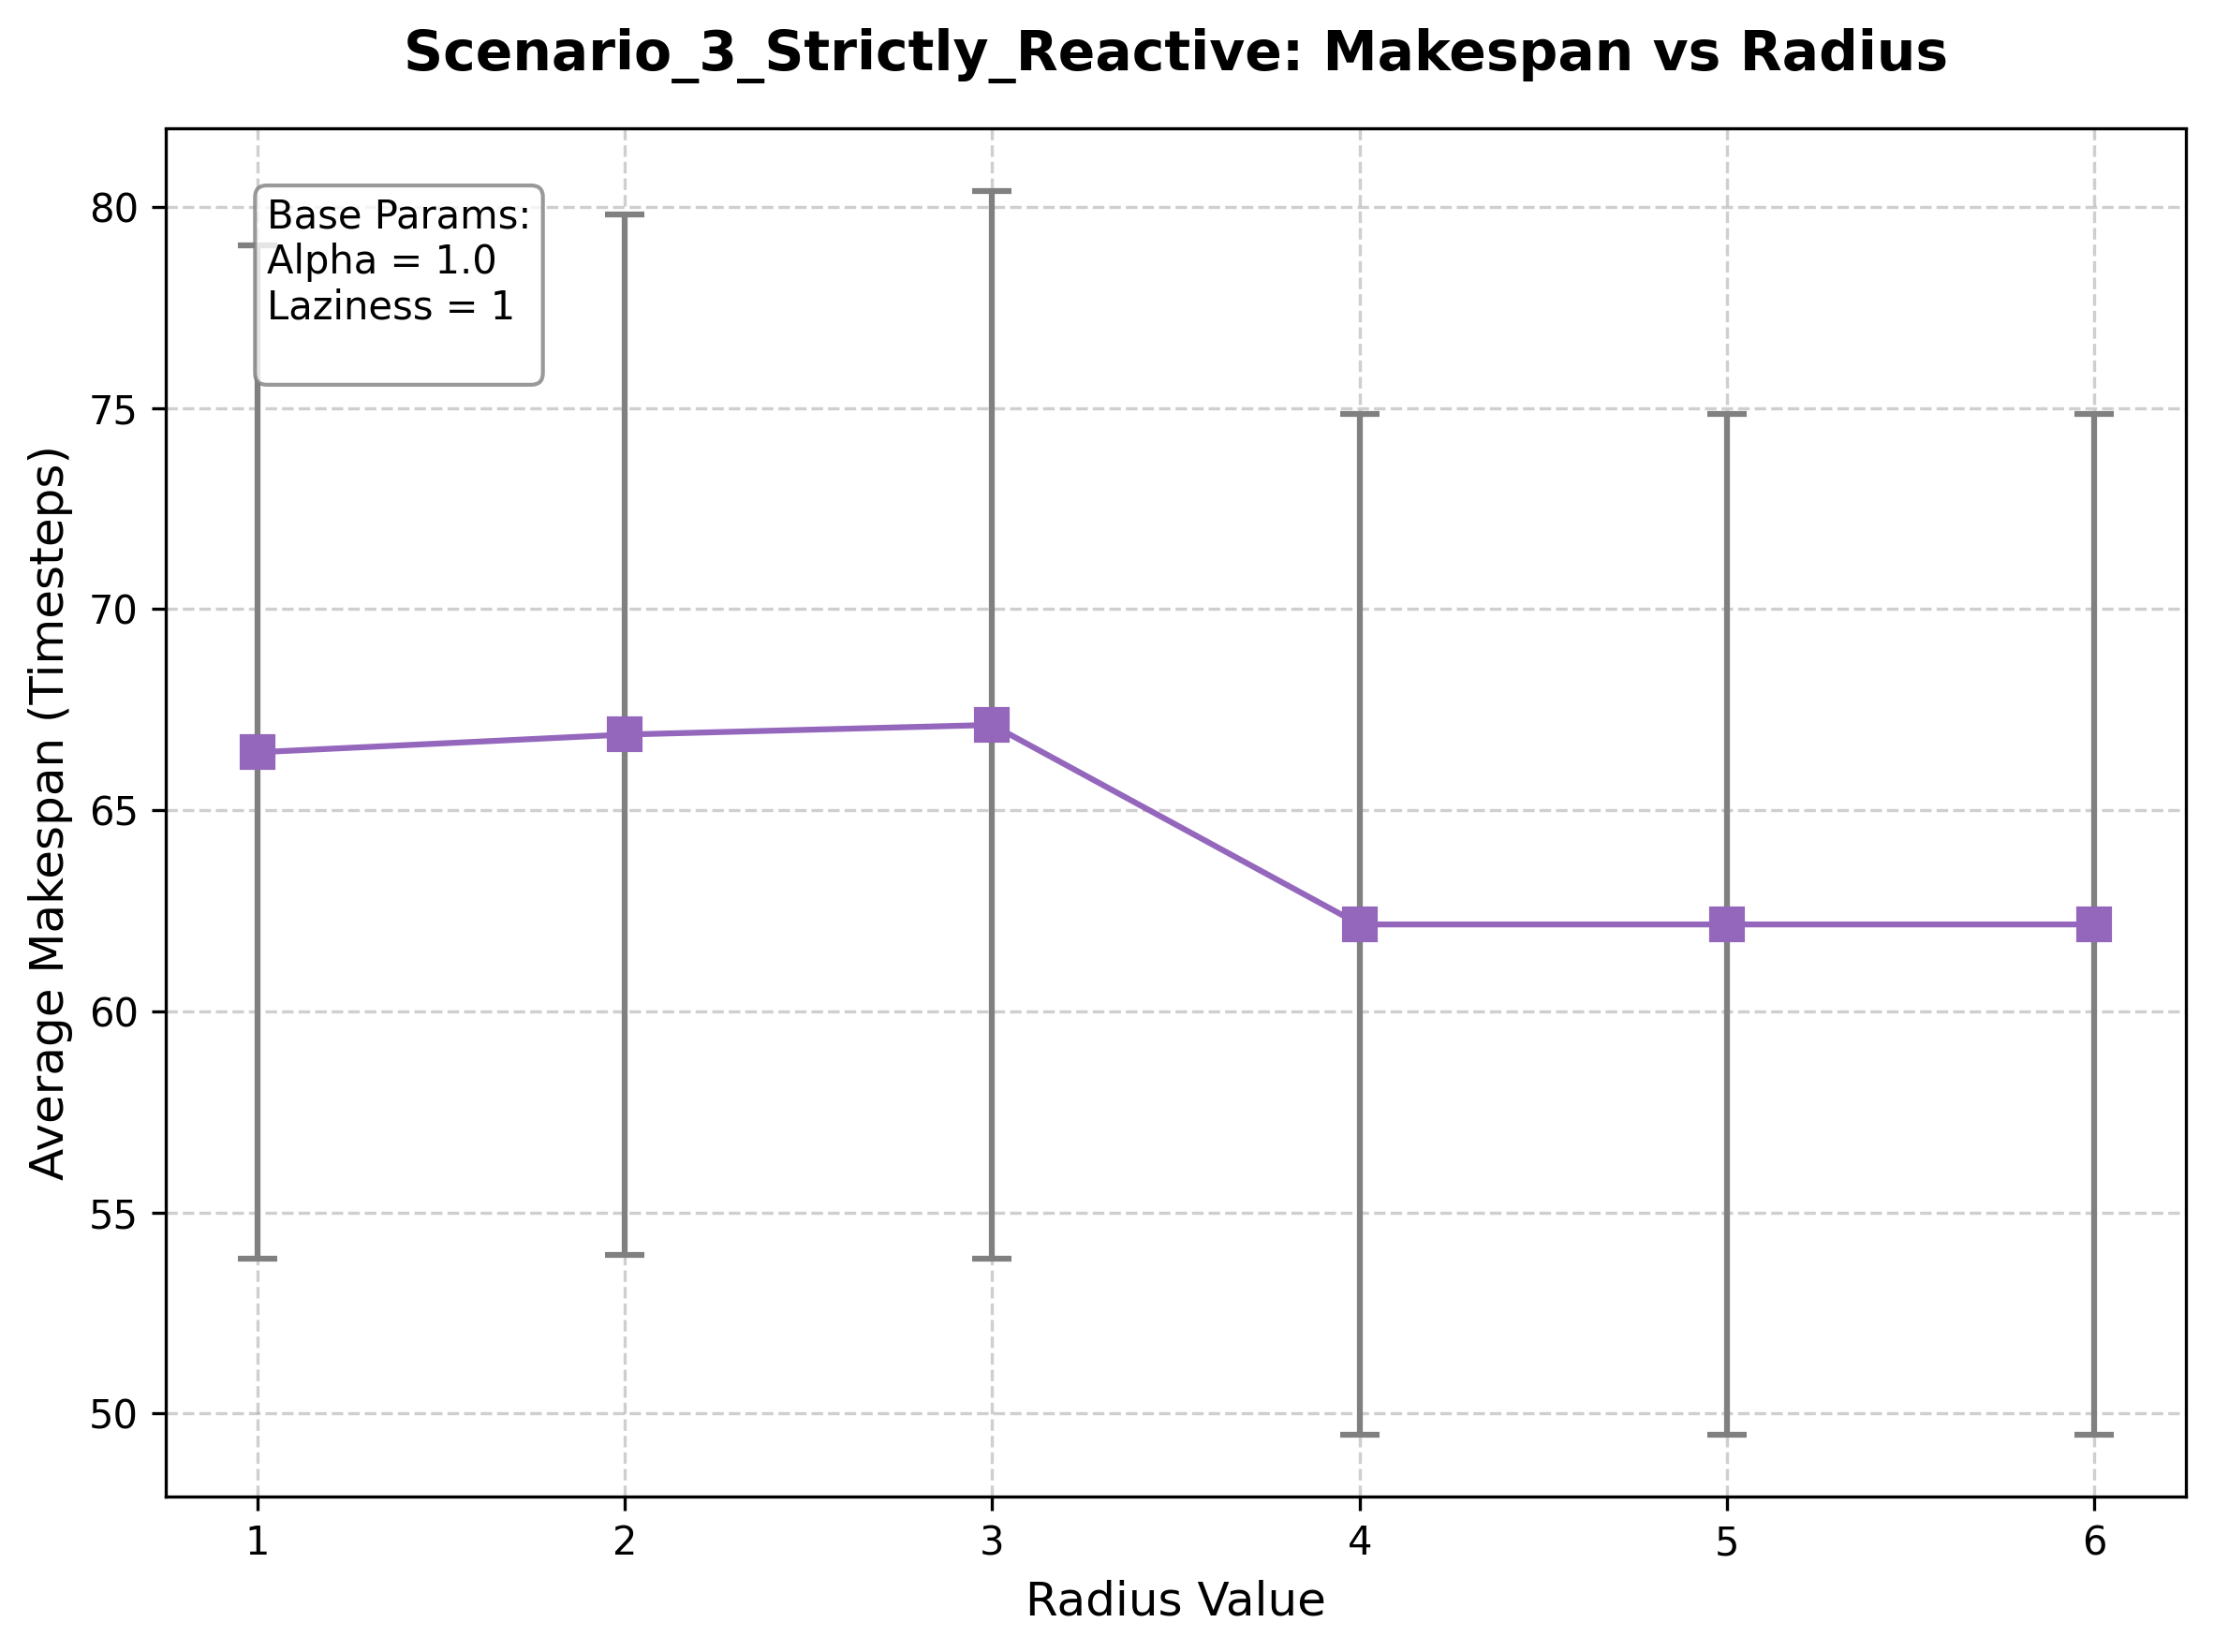 Scenario_3_Strictly_Reactive: Makespan vs Radius
Base Params:
Alpha = 1.0
Laziness = 1
Average Makespan (Timesteps)
80
75
70
65
60
55
50
1 2 3 4 5 6
Radius Value